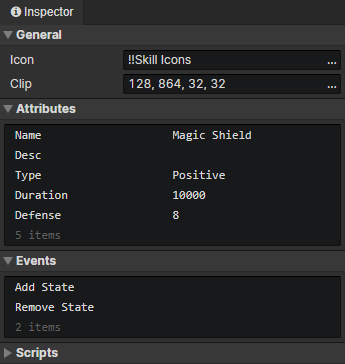 Inspector
General
Icon !!Skill Icons ...
Clip 128, 864, 32, 32 ...
Attributes
Name Magic Shield
Desc
Type Positive
Duration 10000
Defense 8
5 items
Events
Add State
Remove State
2 items
Scripts